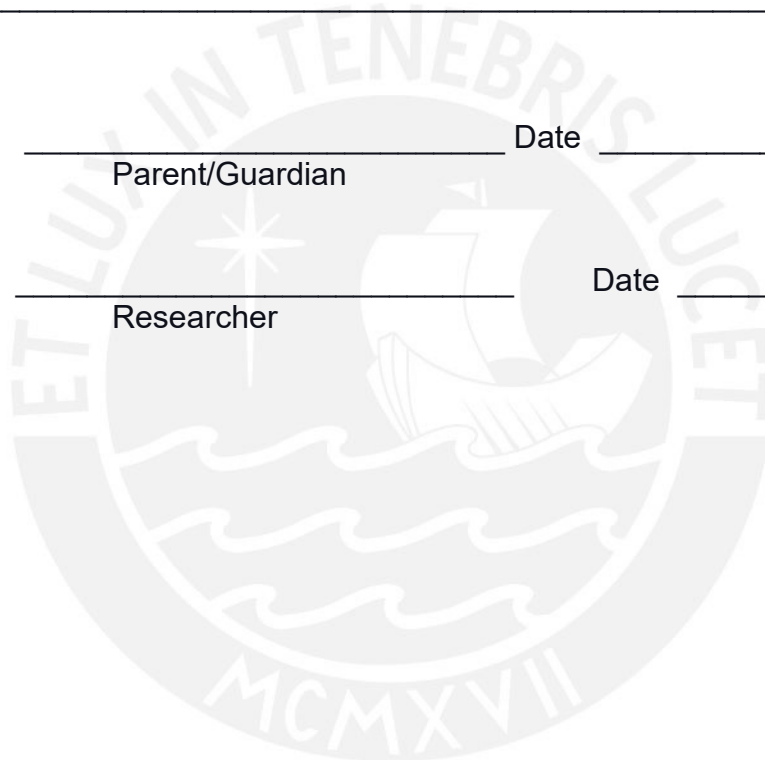 Date
Parent/Guardian
Date
Researcher
ET LUX IN TENEBRIS LUCET
MCMXVII